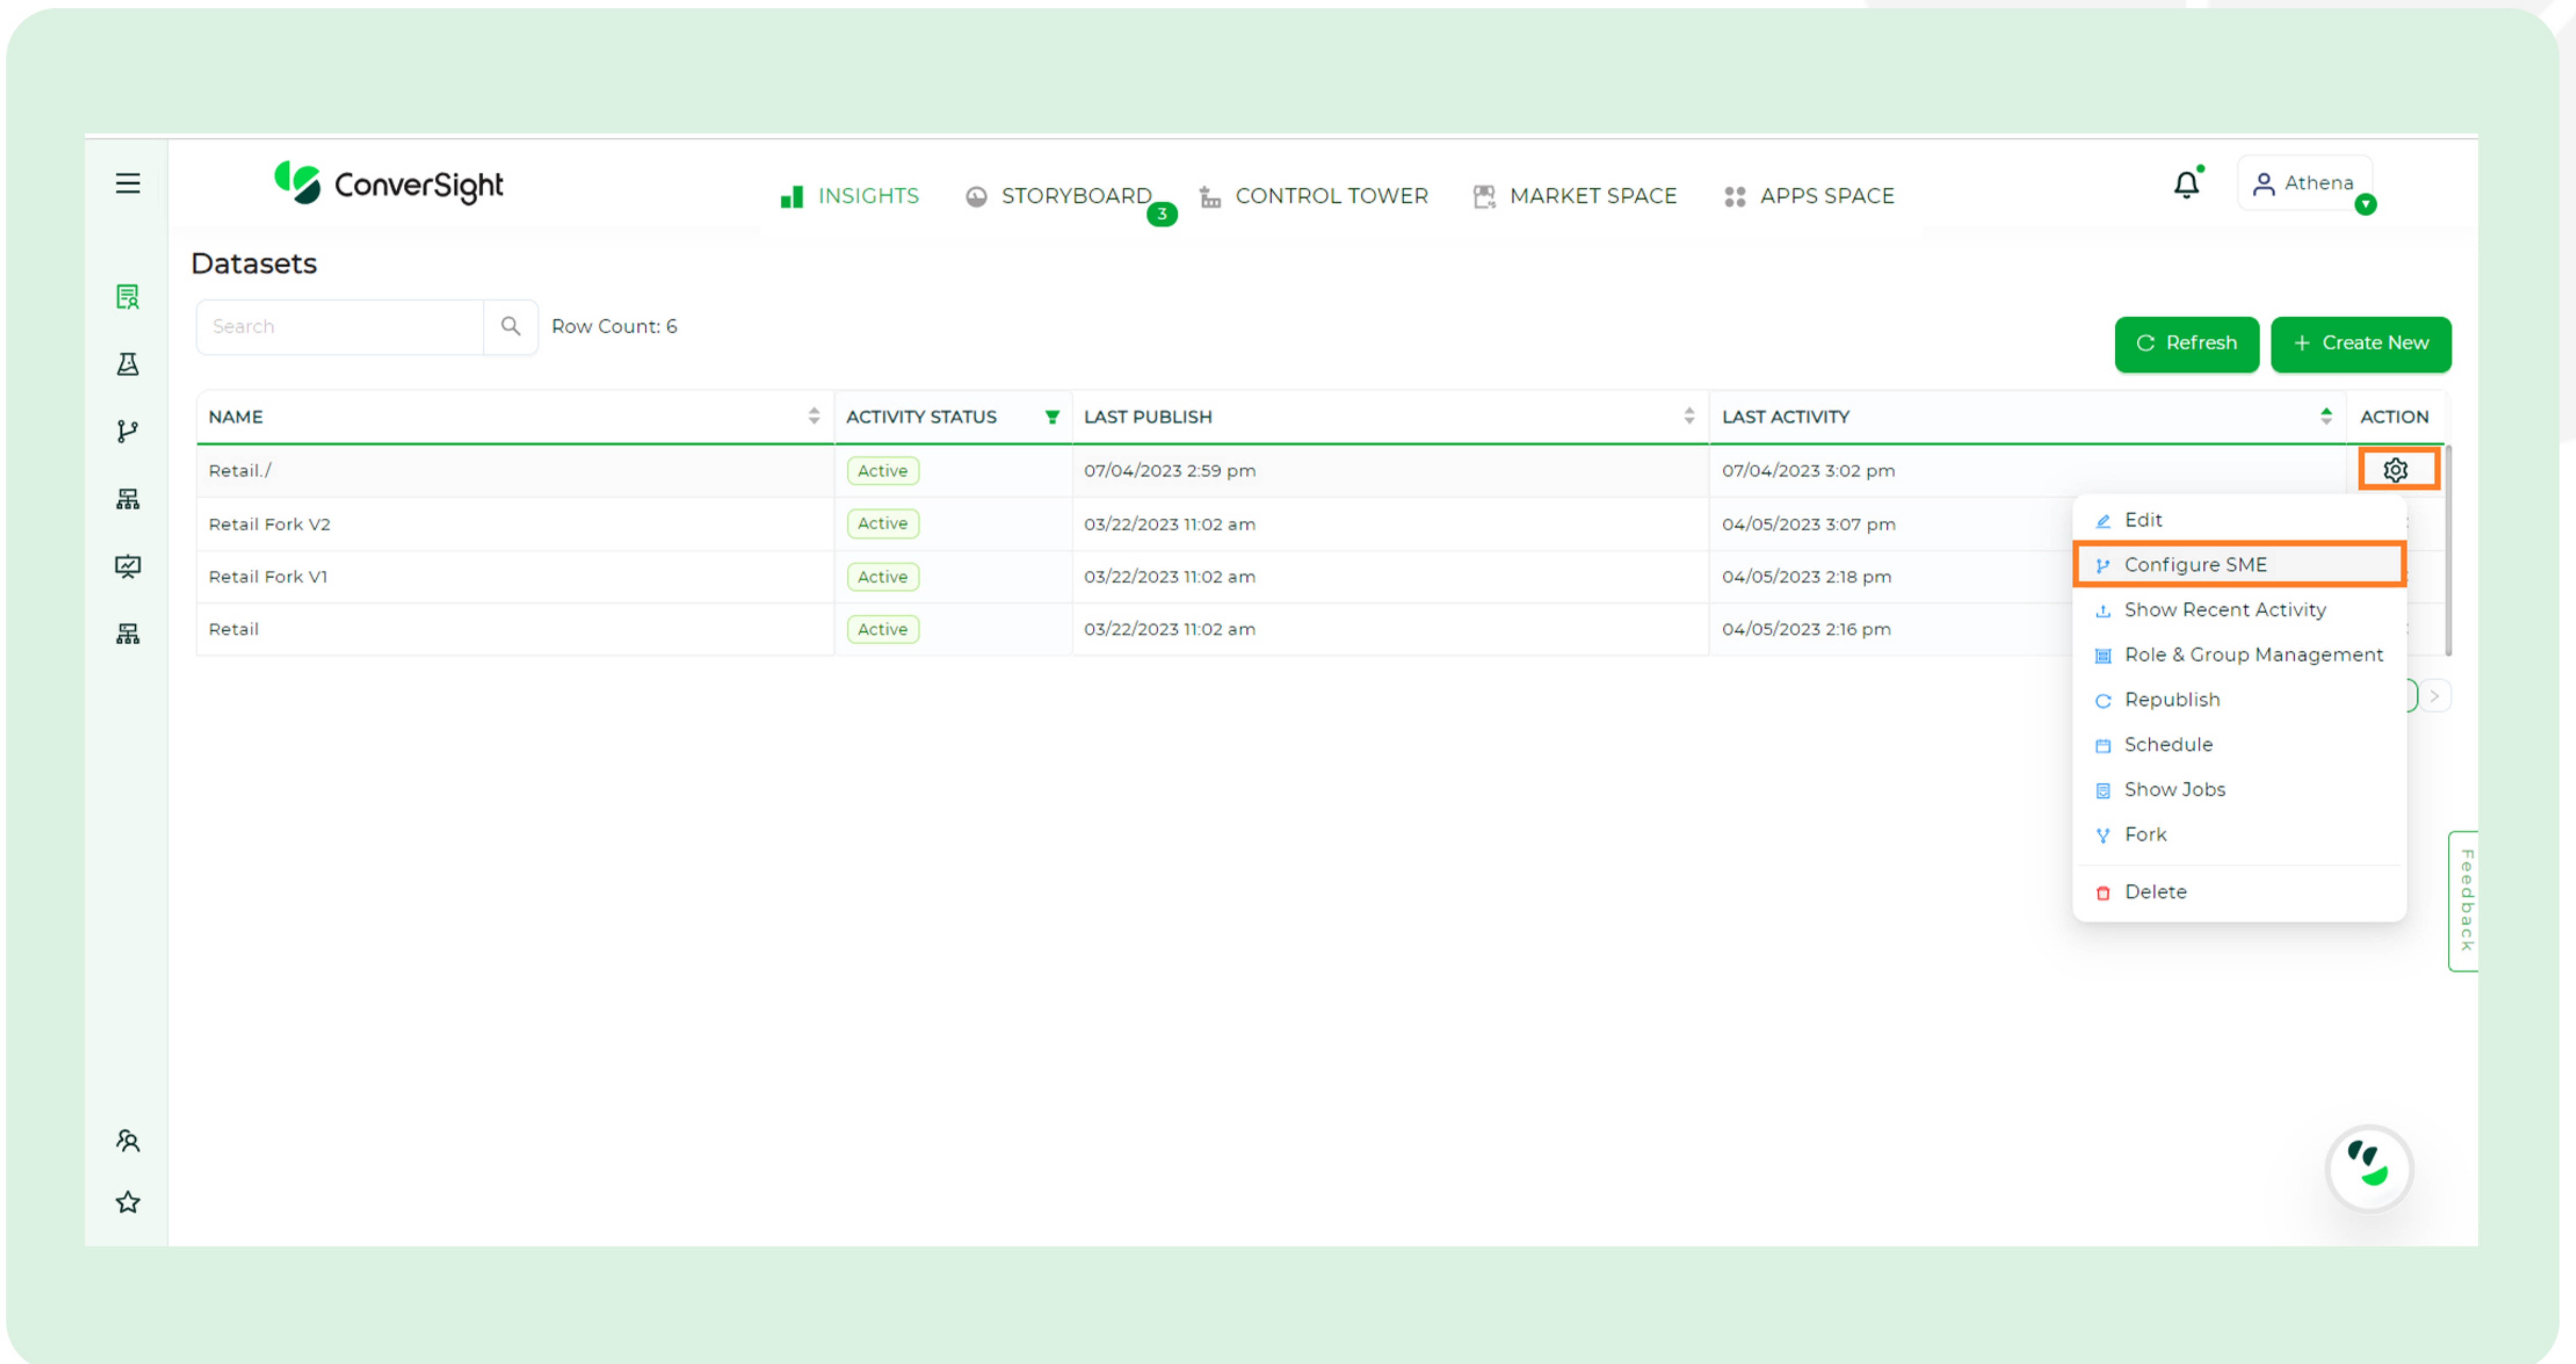 ConverSight
INSIGHTS STORYBOARD 3 CONTROL TOWER MARKET SPACE APPS SPACE
Athena
Datasets
Search
Row Count: 6
Refresh
+ Create New
NAME ACTIVITY STATUS LAST PUBLISH LAST ACTIVITY ACTION
Retail./ Active 07/04/2023 2:59 pm 07/04/2023 3:02 pm
Retail Fork V2 Active 03/22/2023 11:02 am 04/05/2023 3:07 pm
Retail Fork V1 Active 03/22/2023 11:02 am 04/05/2023 2:18 pm
Retail Active 03/22/2023 11:02 am 04/05/2023 2:16 pm
Edit
Configure SME
Show Recent Activity
Role & Group Management
Republish
Schedule
Show Jobs
Fork
Delete
Feedback